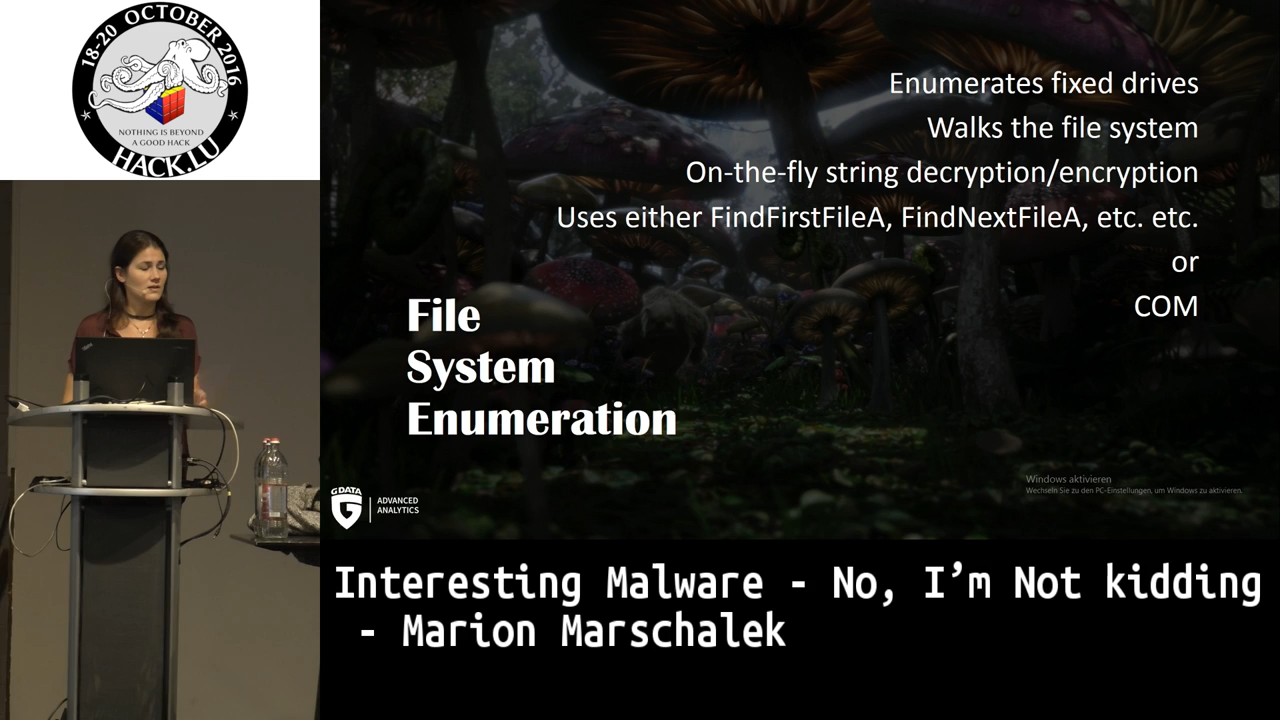 18-20 OCTOBER 2016
NOTHING IS BEYOND
A GOOD HACK
HACK.LU
Enumerates fixed drives
Walks the file system
On-the-fly string decryption/encryption
Uses either FindFirstFileA, FindNextFileA, etc. etc.
or
COM
File
System
Enumeration
G DATA
ADVANCED
ANALYTICS
Windows aktivieren
Wechseln Sie zu den PC-Einstellungen, um Windows zu aktivieren.
Interesting Malware - No, I’m Not kidding
- Marion Marschalek